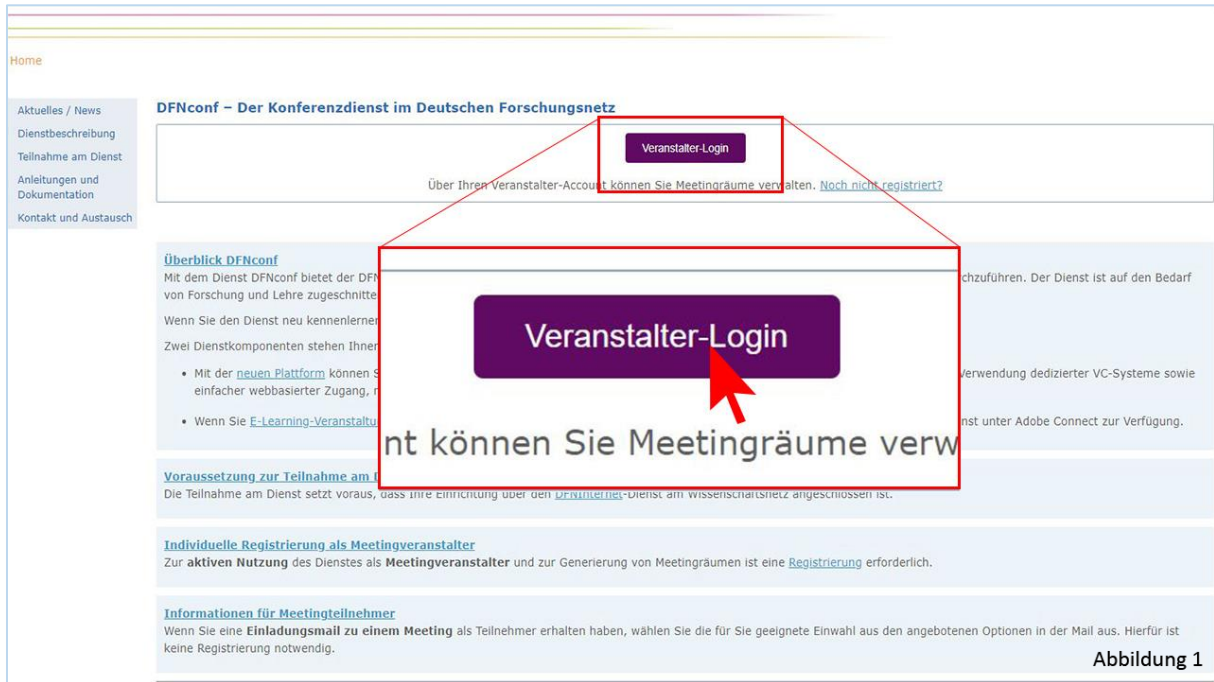 Home
Aktuelles / News
Dienstbeschreibung
Teilnahme am Dienst
Anleitungen und
Dokumentation
Kontakt und Austausch
DFNconf – Der Konferenzdienst im Deutschen Forschungsnetz
Veranstalter-Login
Über Ihren Veranstalter-Account können Sie Meetingräume verwalten. Noch nicht registriert?
Überblick DFNconf
Mit dem Dienst DFNconf bietet der DFN chzuführen. Der Dienst ist auf den Bedarf
von Forschung und Lehre zugeschnitte
Wenn Sie den Dienst neu kennenlerner
Zwei Dienstkomponenten stehen Ihner
• Mit der neuen Plattform können S Verwendung dedizierter VC-Systeme sowie
einfacher webbasierter Zugang,
• Wenn Sie E-Learning-Veranstaltu nst unter Adobe Connect zur Verfügung.
Veranstalter-Login
nt können Sie Meetingräume verw
Voraussetzung zur Teilnahme am D
Die Teilnahme am Dienst setzt voraus, dass Ihre Einrichtung über den DFNInternet-Dienst am Wissenschaftsnetz angeschlossen ist.
Individuelle Registrierung als Meetingveranstalter
Zur aktiven Nutzung des Dienstes als Meetingveranstalter und zur Generierung von Meetingräumen ist eine Registrierung erforderlich.
Informationen für Meetingteilnehmer
Wenn Sie eine Einladungsmail zu einem Meeting als Teilnehmer erhalten haben, wählen Sie die für Sie geeignete Einwahl aus den angebotenen Optionen in der Mail aus. Hierfür ist
keine Registrierung notwendig.
Abbildung 1